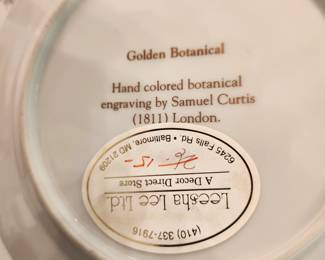 Golden Botanical
Hand colored botanical
engraving by Samuel Curtis
(1811) London.
(410) 337-7916
Leesha Lee Ltd.
A Decor Direct Store
15-
6245 Falls Rd. • Baltimore, MD 21209